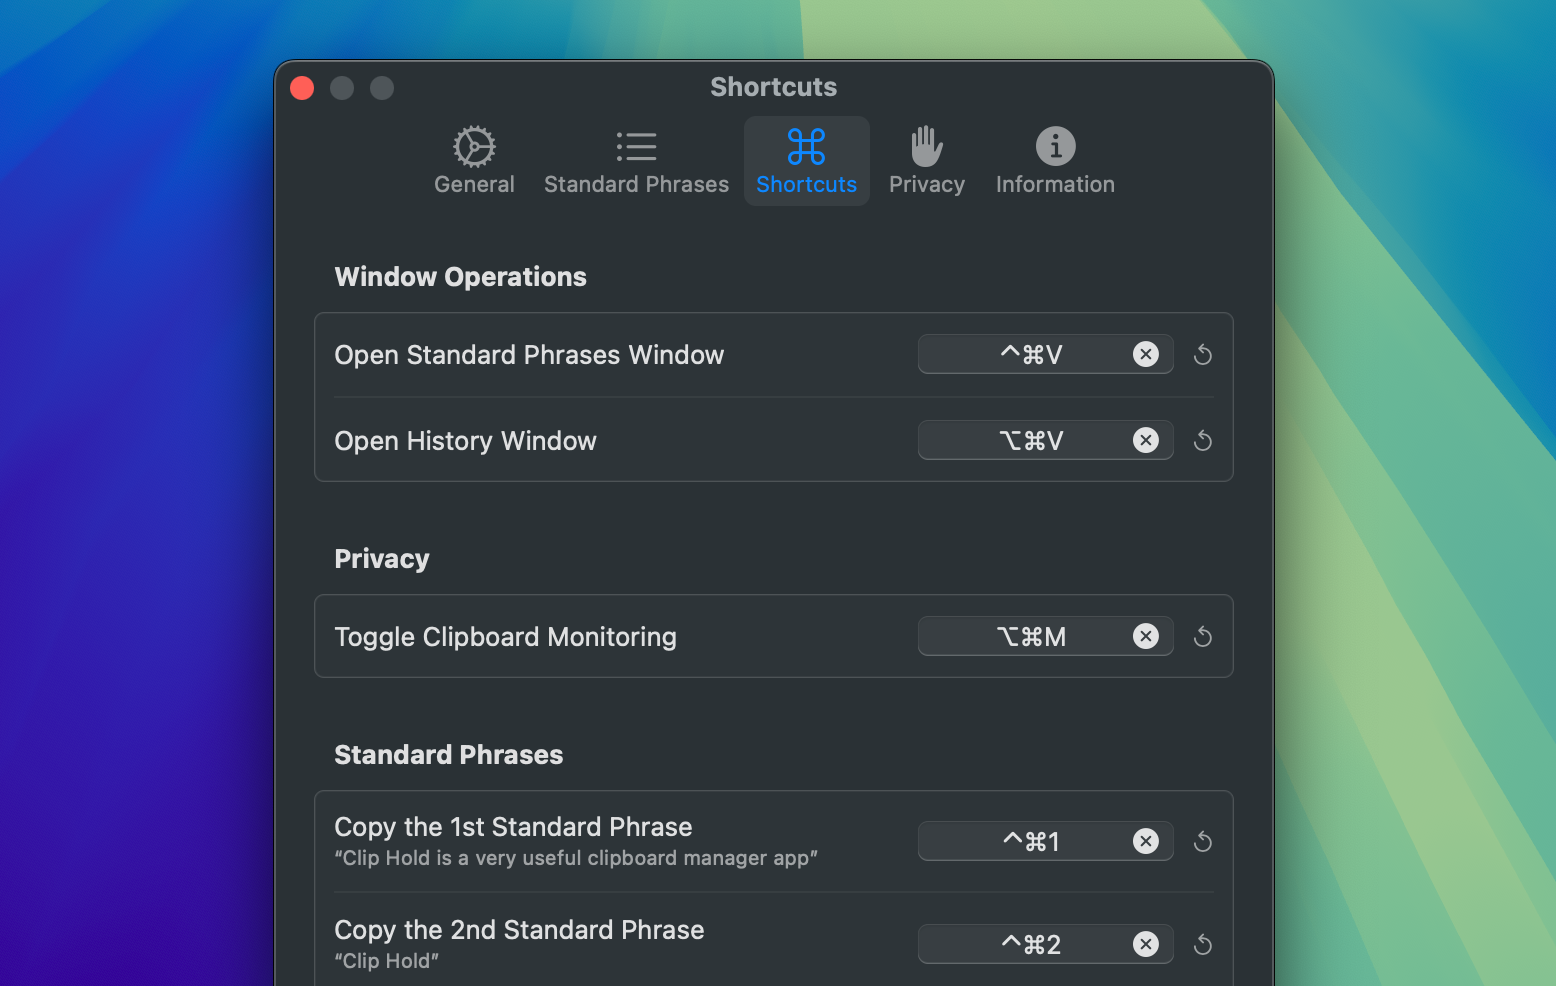 Shortcuts
General
Standard Phrases
Shortcuts
Privacy
Information
Window Operations
Open Standard Phrases Window
^⌘V
Open History Window
⌥⌘V
Privacy
Toggle Clipboard Monitoring
⌥⌘M
Standard Phrases
Copy the 1st Standard Phrase
^⌘1
“Clip Hold is a very useful clipboard manager app”
Copy the 2nd Standard Phrase
^⌘2
“Clip Hold”